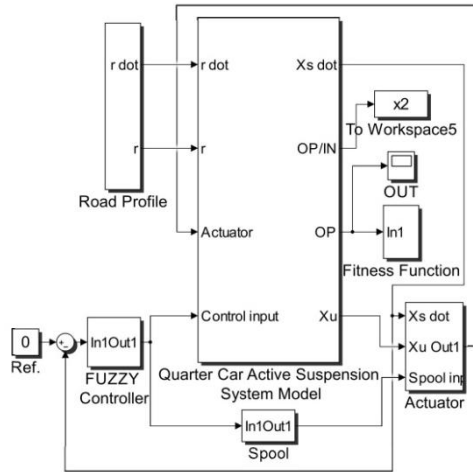 r dot
r
Road Profile
r dot
r
Actuator
Control input
Xs dot
OP/IN
OP
Xu
Quarter Car Active Suspension
System Model
x2
To Workspace5
OUT
In1
Fitness Function
0
Ref.
+
-
In1Out1
FUZZY
Controller
In1Out1
Spool
Xs dot
Xu Out1
Spool inp
Actuator